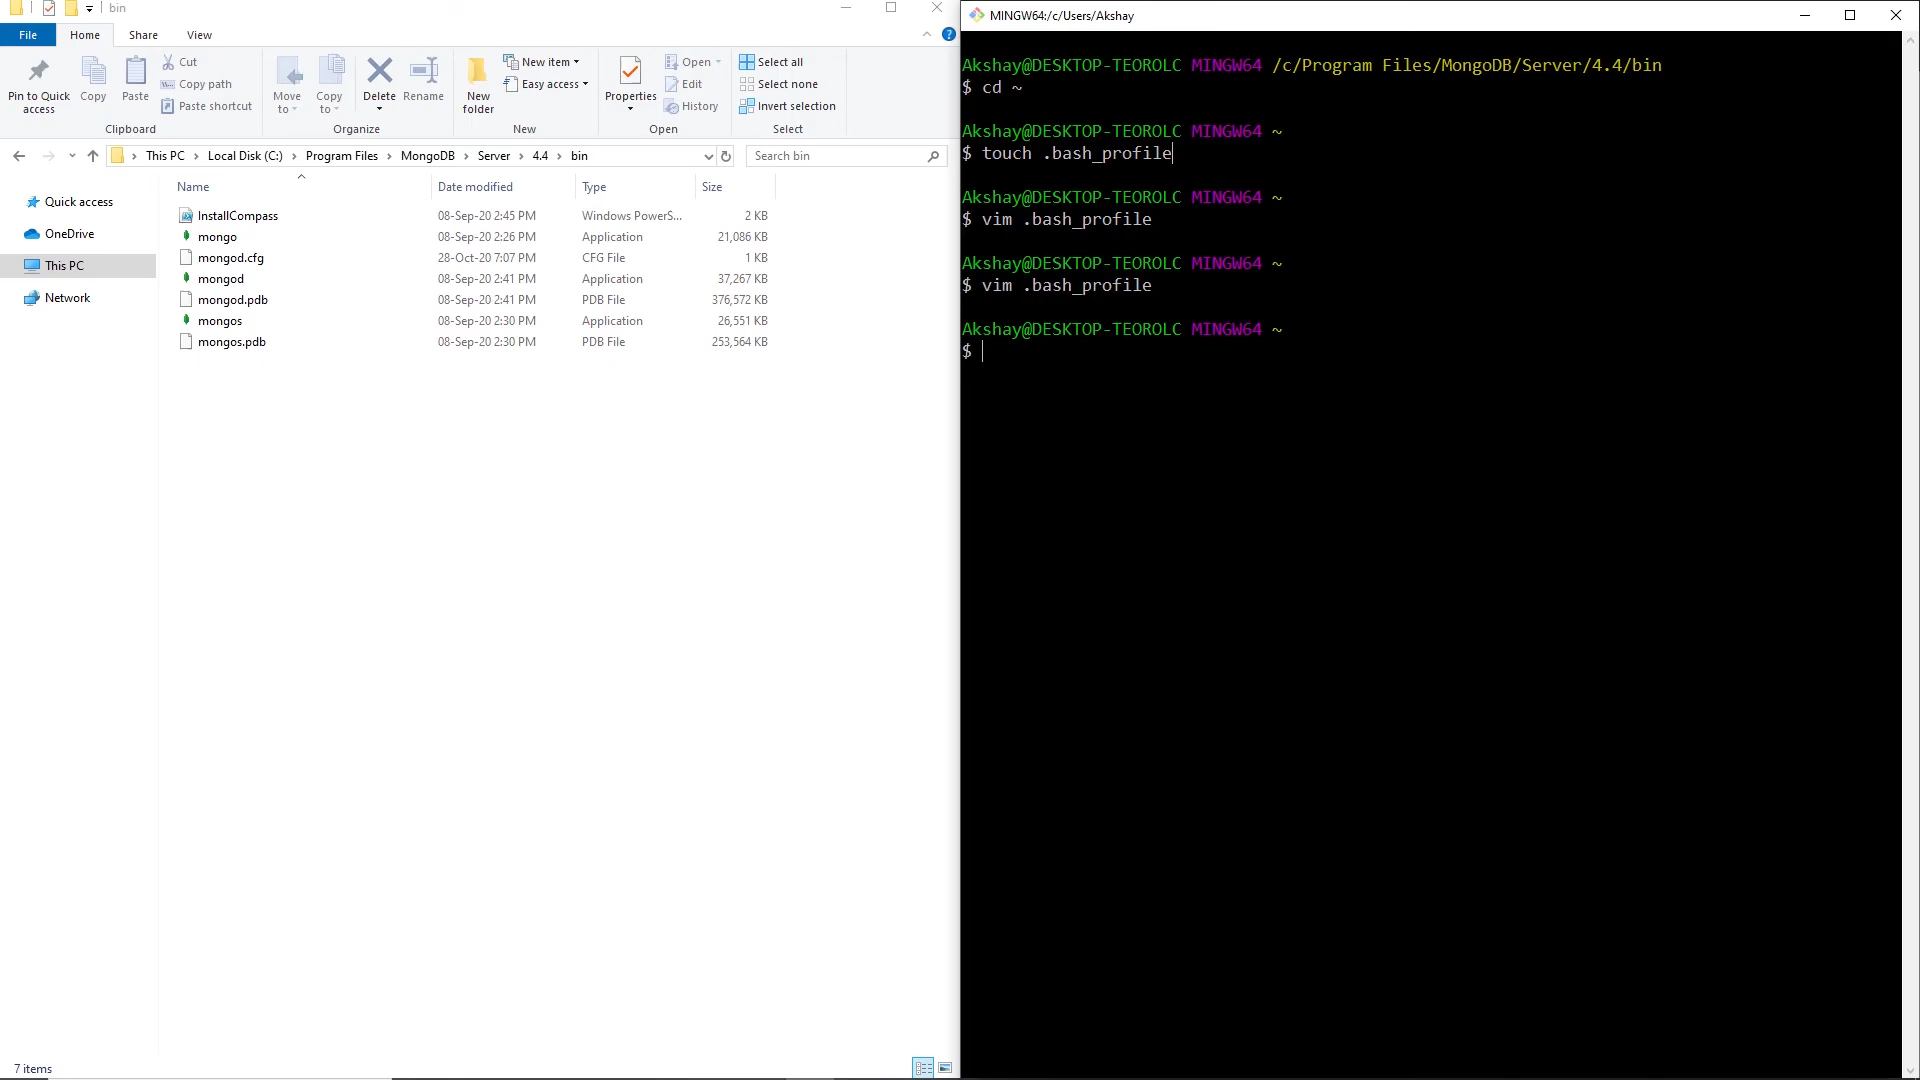 bin
File Home Share View
Pin to Quick access
Copy
Paste
Cut
Copy path
Paste shortcut
Clipboard
Move to
Copy to
Delete
Rename
Organize
New folder
New item
Easy access
New
Properties
Open
Edit
History
Open
Select all
Select none
Invert selection
Select
This PC Local Disk (C:) Program Files MongoDB Server 4.4 bin
Search bin
Quick access
OneDrive
This PC
Network
Name Date modified Type Size
InstallCompass 08-Sep-20 2:45 PM Windows PowerS... 2 KB
mongo 08-Sep-20 2:26 PM Application 21,086 KB
mongod.cfg 28-Oct-20 7:07 PM CFG File 1 KB
mongod 08-Sep-20 2:41 PM Application 37,267 KB
mongod.pdb 08-Sep-20 2:41 PM PDB File 376,572 KB
mongos 08-Sep-20 2:30 PM Application 26,551 KB
mongos.pdb 08-Sep-20 2:30 PM PDB File 253,564 KB
7 items
MINGW64:/c/Users/Akshay
Akshay@DESKTOP-TEOROLC MINGW64 /c/Program Files/MongoDB/Server/4.4/bin
$ cd ~
Akshay@DESKTOP-TEOROLC MINGW64 ~
$ touch .bash_profile
Akshay@DESKTOP-TEOROLC MINGW64 ~
$ vim .bash_profile
Akshay@DESKTOP-TEOROLC MINGW64 ~
$ vim .bash_profile
Akshay@DESKTOP-TEOROLC MINGW64 ~
$